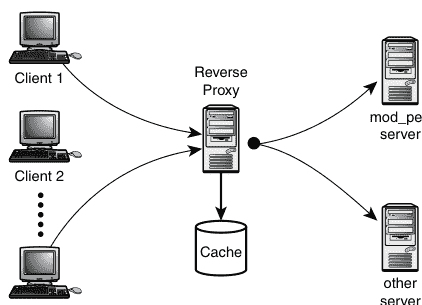 Client 1
Client 2
Reverse
Proxy
Cache
mod_pe
server
other
server